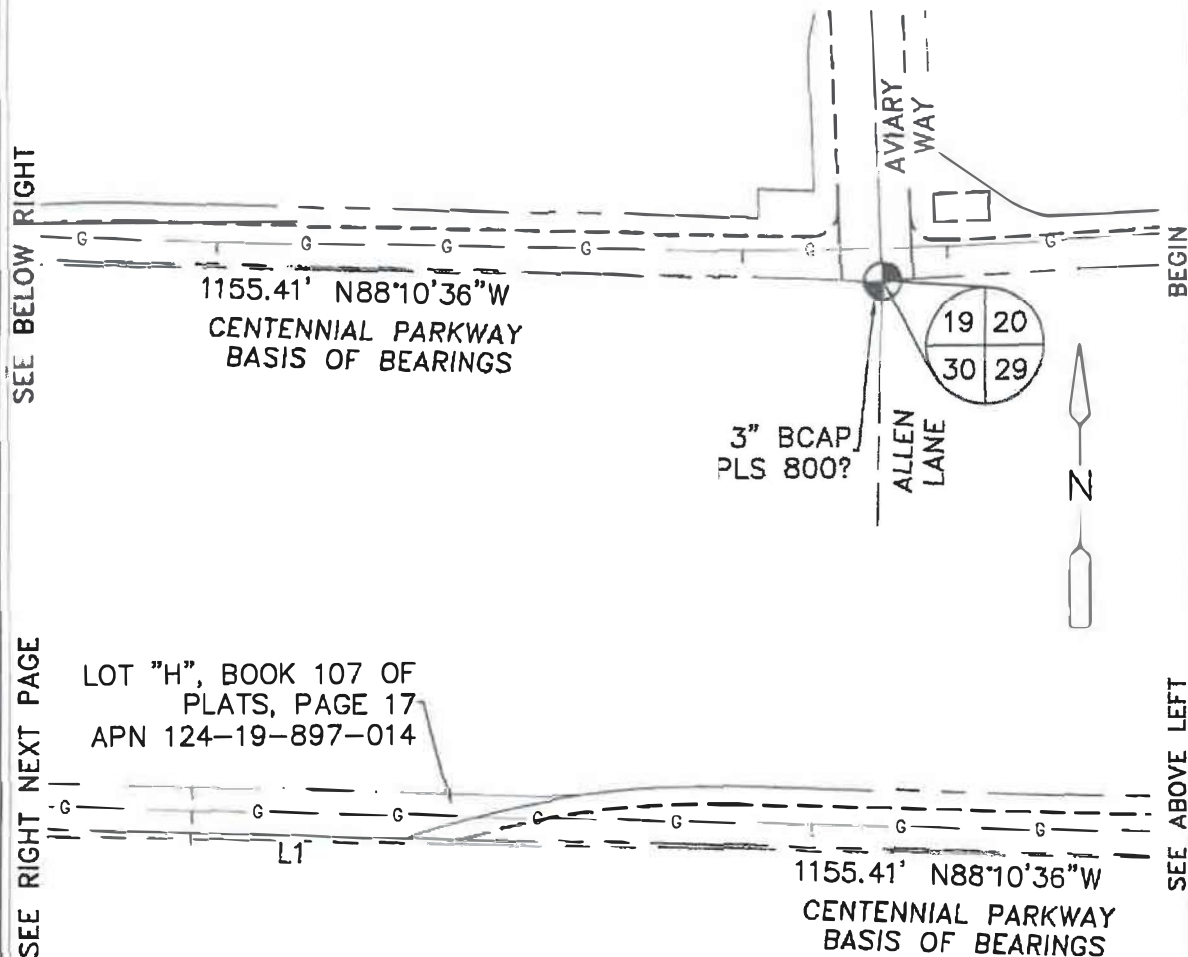 SEE BELOW RIGHT
AVIARY
WAY
BEGIN
G G G G G G
1155.41' N88°10'36"W
CENTENNIAL PARKWAY
BASIS OF BEARINGS
19 20
30 29
3" BCAP
PLS 800?
ALLEN
LANE
N
SEE RIGHT NEXT PAGE
LOT "H", BOOK 107 OF
PLATS, PAGE 17
APN 124-19-897-014
SEE ABOVE LEFT
G G G G G G G
L1
1155.41' N88°10'36"W
CENTENNIAL PARKWAY
BASIS OF BEARINGS